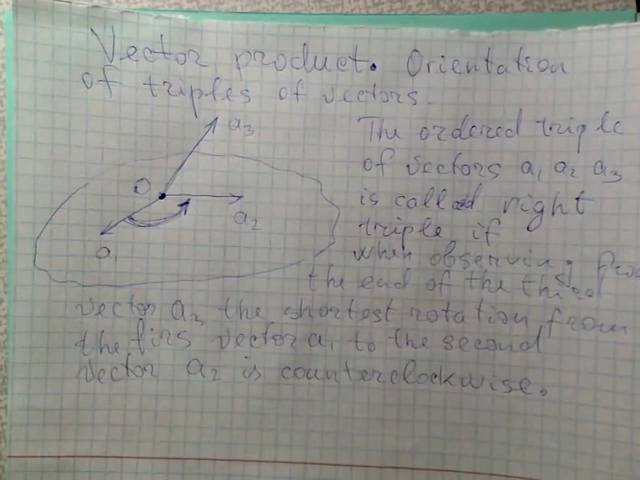 Vector product. Orientation
of triples of vectors.
a3
The ordered triple
of vectors a1 a2 a3
O
is called right
a2
triple if
a1
when observing from
the end of the third
vector a3 the shortest rotation from
the firs vector a1 to the second
vector a2 is counterclockwise.